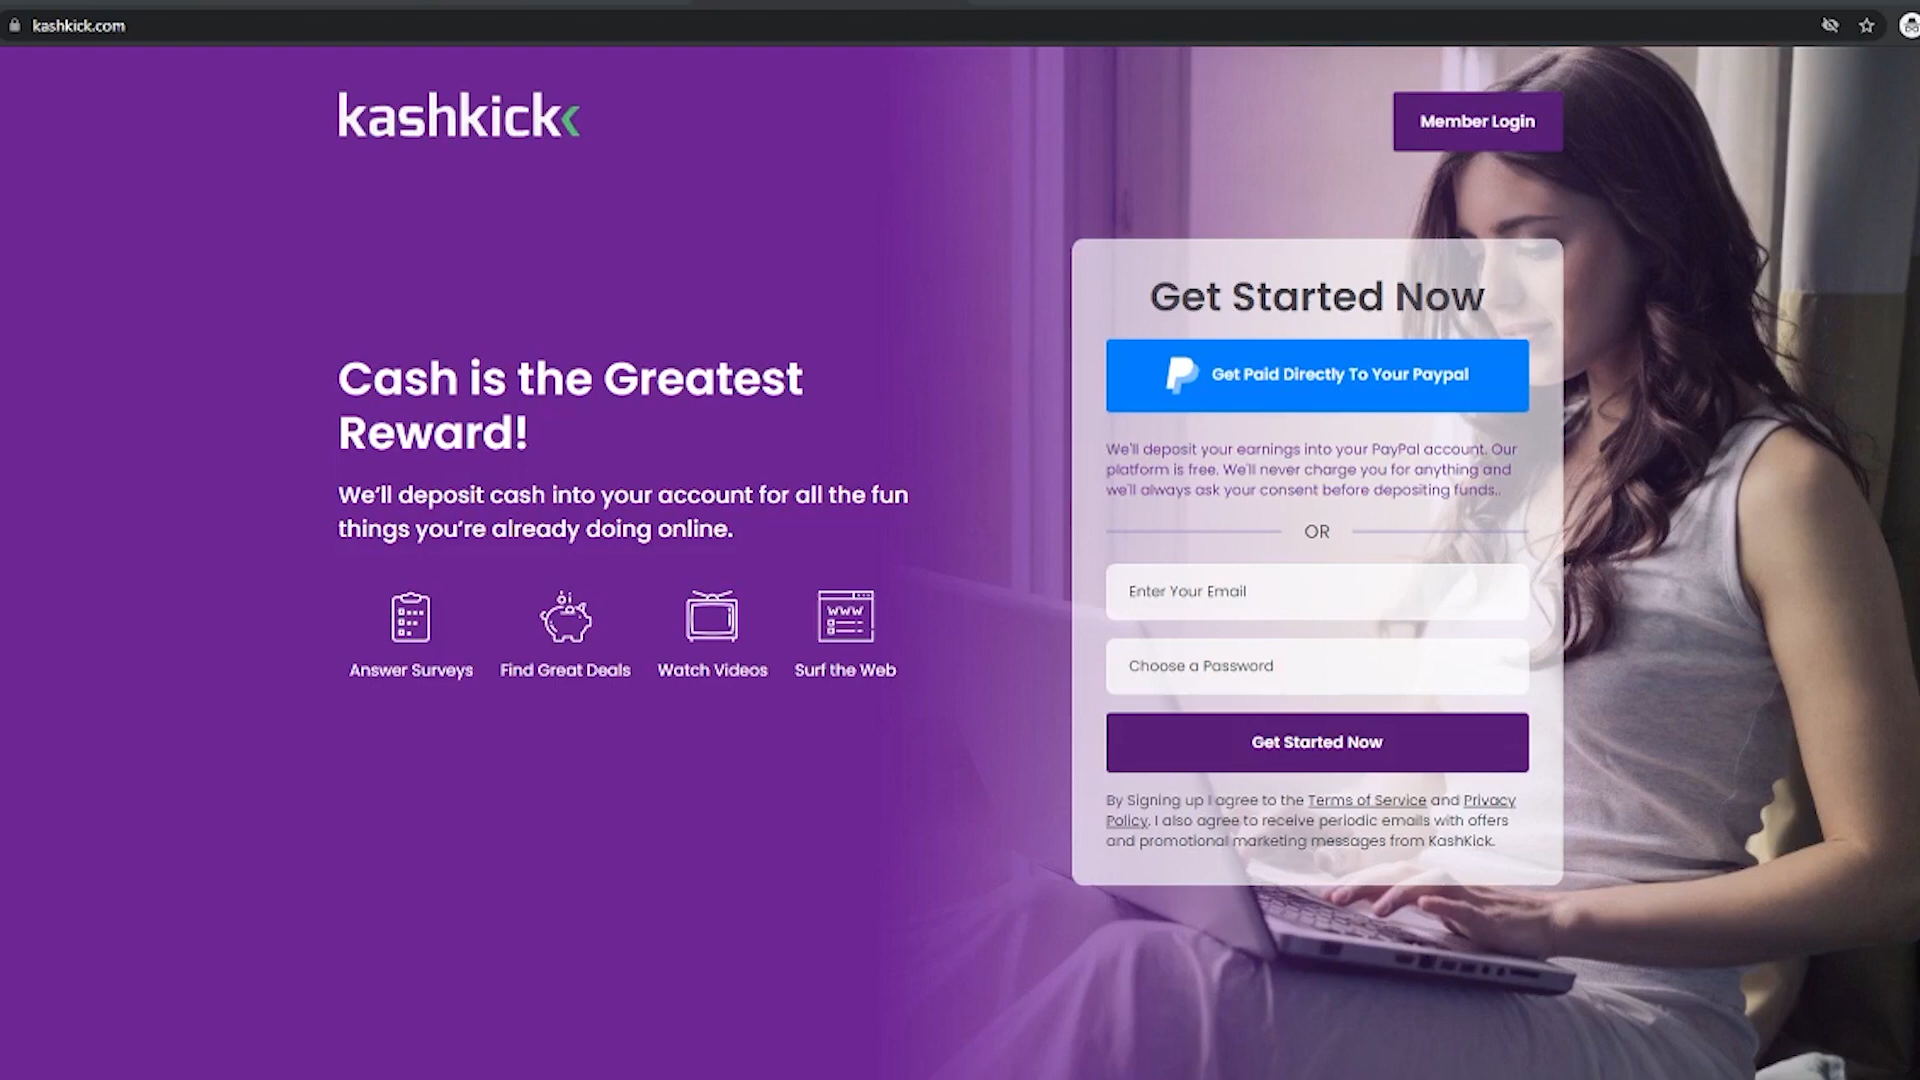 kashkick.com
kashkick
Member Login
Get Started Now
Get Paid Directly To Your Paypal
Cash is the Greatest
Reward!
We'll deposit your earnings into your PayPal account. Our
platform is free. We'll never charge you for anything and
we'll always ask your consent before depositing funds..
We'll deposit cash into your account for all the fun
things you're already doing online.
OR
Enter Your Email
WWW
Answer Surveys Find Great Deals Watch Videos Surf the Web
Choose a Password
Get Started Now
By Signing up I agree to the Terms of Service and Privacy
Policy. I also agree to receive periodic emails with offers
and promotional marketing messages from KashKick.